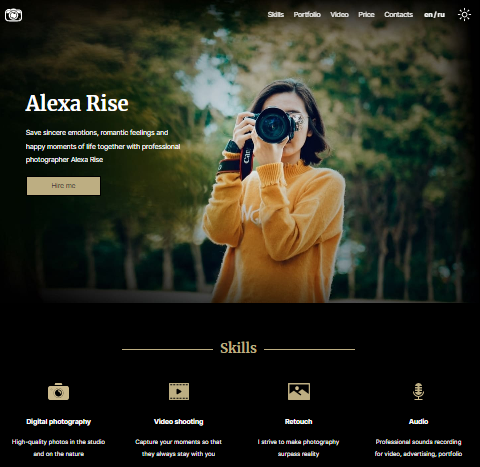 Skills Portfolio Video Price Contacts en / ru
Alexa Rise
Save sincere emotions, romantic feelings and
happy moments of life together with professional
photographer Alexa Rise
Hire me
Can
Skills
Digital photography
High-quality photos in the studio
and on the nature
Video shooting
Capture your moments so that
they always stay with you
Retouch
I strive to make photography
surpass reality
Audio
Professional sounds recording
for video, advertising, portfolio